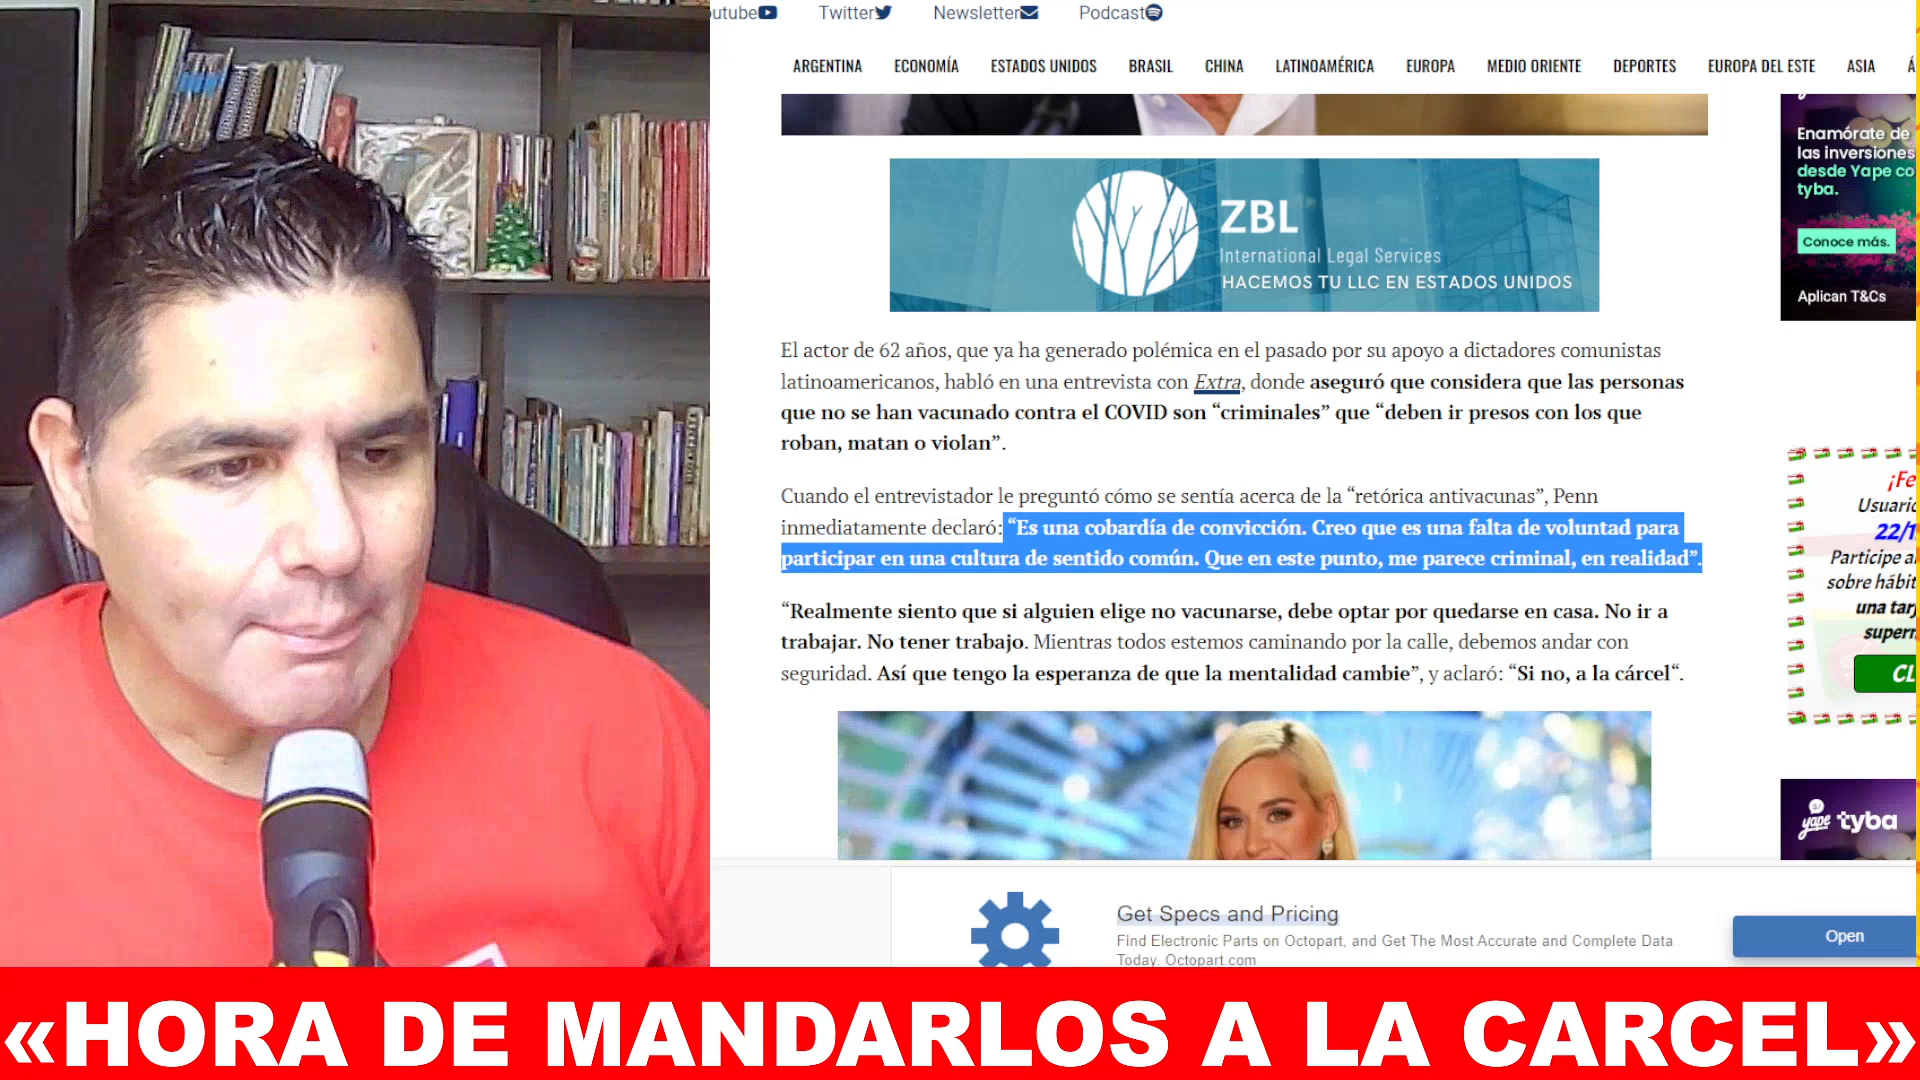 outube Twitter Newsletter Podcast
ARGENTINA ECONOMÍA ESTADOS UNIDOS BRASIL CHINA LATINOAMÉRICA EUROPA MEDIO ORIENTE DEPORTES EUROPA DEL ESTE ASIA Á
ZBL
International Legal Services
HACEMOS TU LLC EN ESTADOS UNIDOS
Enamórate de
las inversiones
desde Yape co
tyba.
Conoce más.
Aplican T&Cs
El actor de 62 años, que ya ha generado polémica en el pasado por su apoyo a dictadores comunistas
latinoamericanos, habló en una entrevista con Extra, donde aseguró que considera que las personas
que no se han vacunado contra el COVID son “criminales” que “deben ir presos con los que
roban, matan o violan”.
Cuando el entrevistador le preguntó cómo se sentía acerca de la “retórica antivacunas”, Penn
inmediatamente declaró: “Es una cobardía de convicción. Creo que es una falta de voluntad para
participar en una cultura de sentido común. Que en este punto, me parece criminal, en realidad”.
“Realmente siento que si alguien elige no vacunarse, debe optar por quedarse en casa. No ir a
trabajar. No tener trabajo. Mientras todos estemos caminando por la calle, debemos andar con
seguridad. Así que tengo la esperanza de que la mentalidad cambie”, y aclaró: “Si no, a la cárcel“.
¡Fe
Usuario
22/1
Participe a
sobre hábit
una tarj
superm
CL
S/
yape tyba
Get Specs and Pricing
Find Electronic Parts on Octopart, and Get The Most Accurate and Complete Data
Today. Octopart.com
Open
«HORA DE MANDARLOS A LA CARCEL»